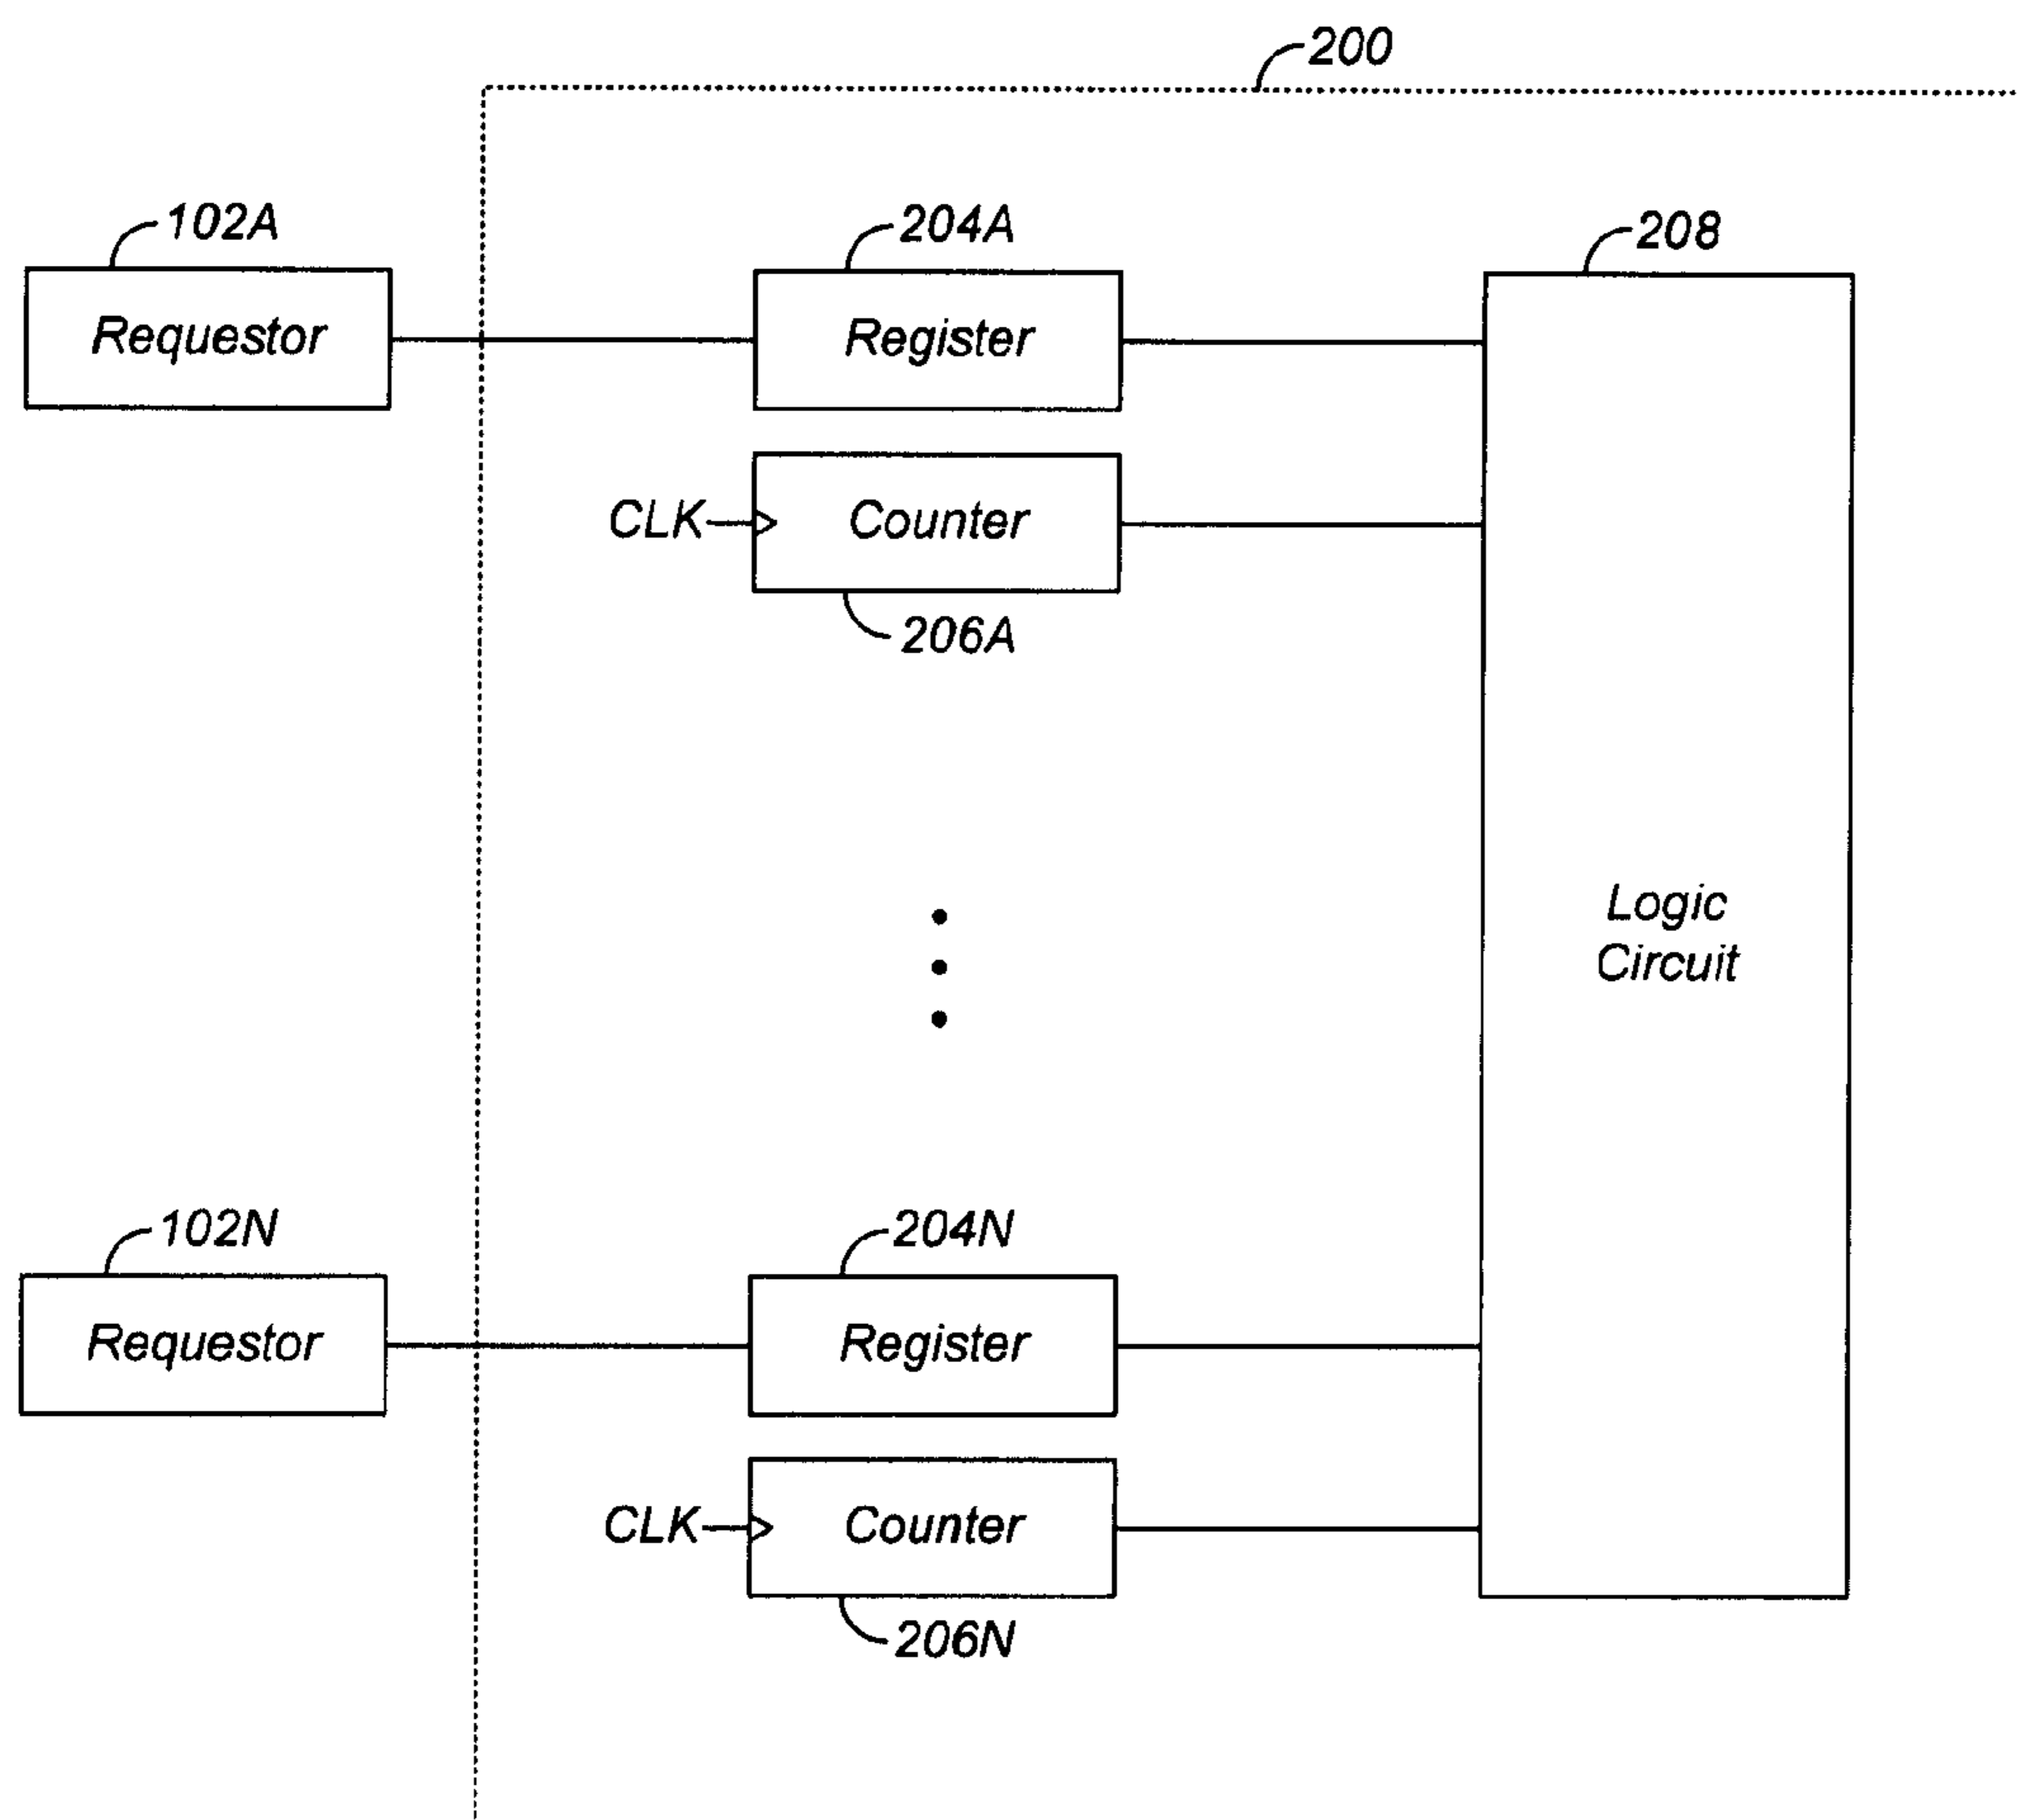 200
102A
204A
208
Requestor
Register
CLK
Counter
206A
Logic
Circuit
102N
204N
Requestor
Register
CLK
Counter
206N